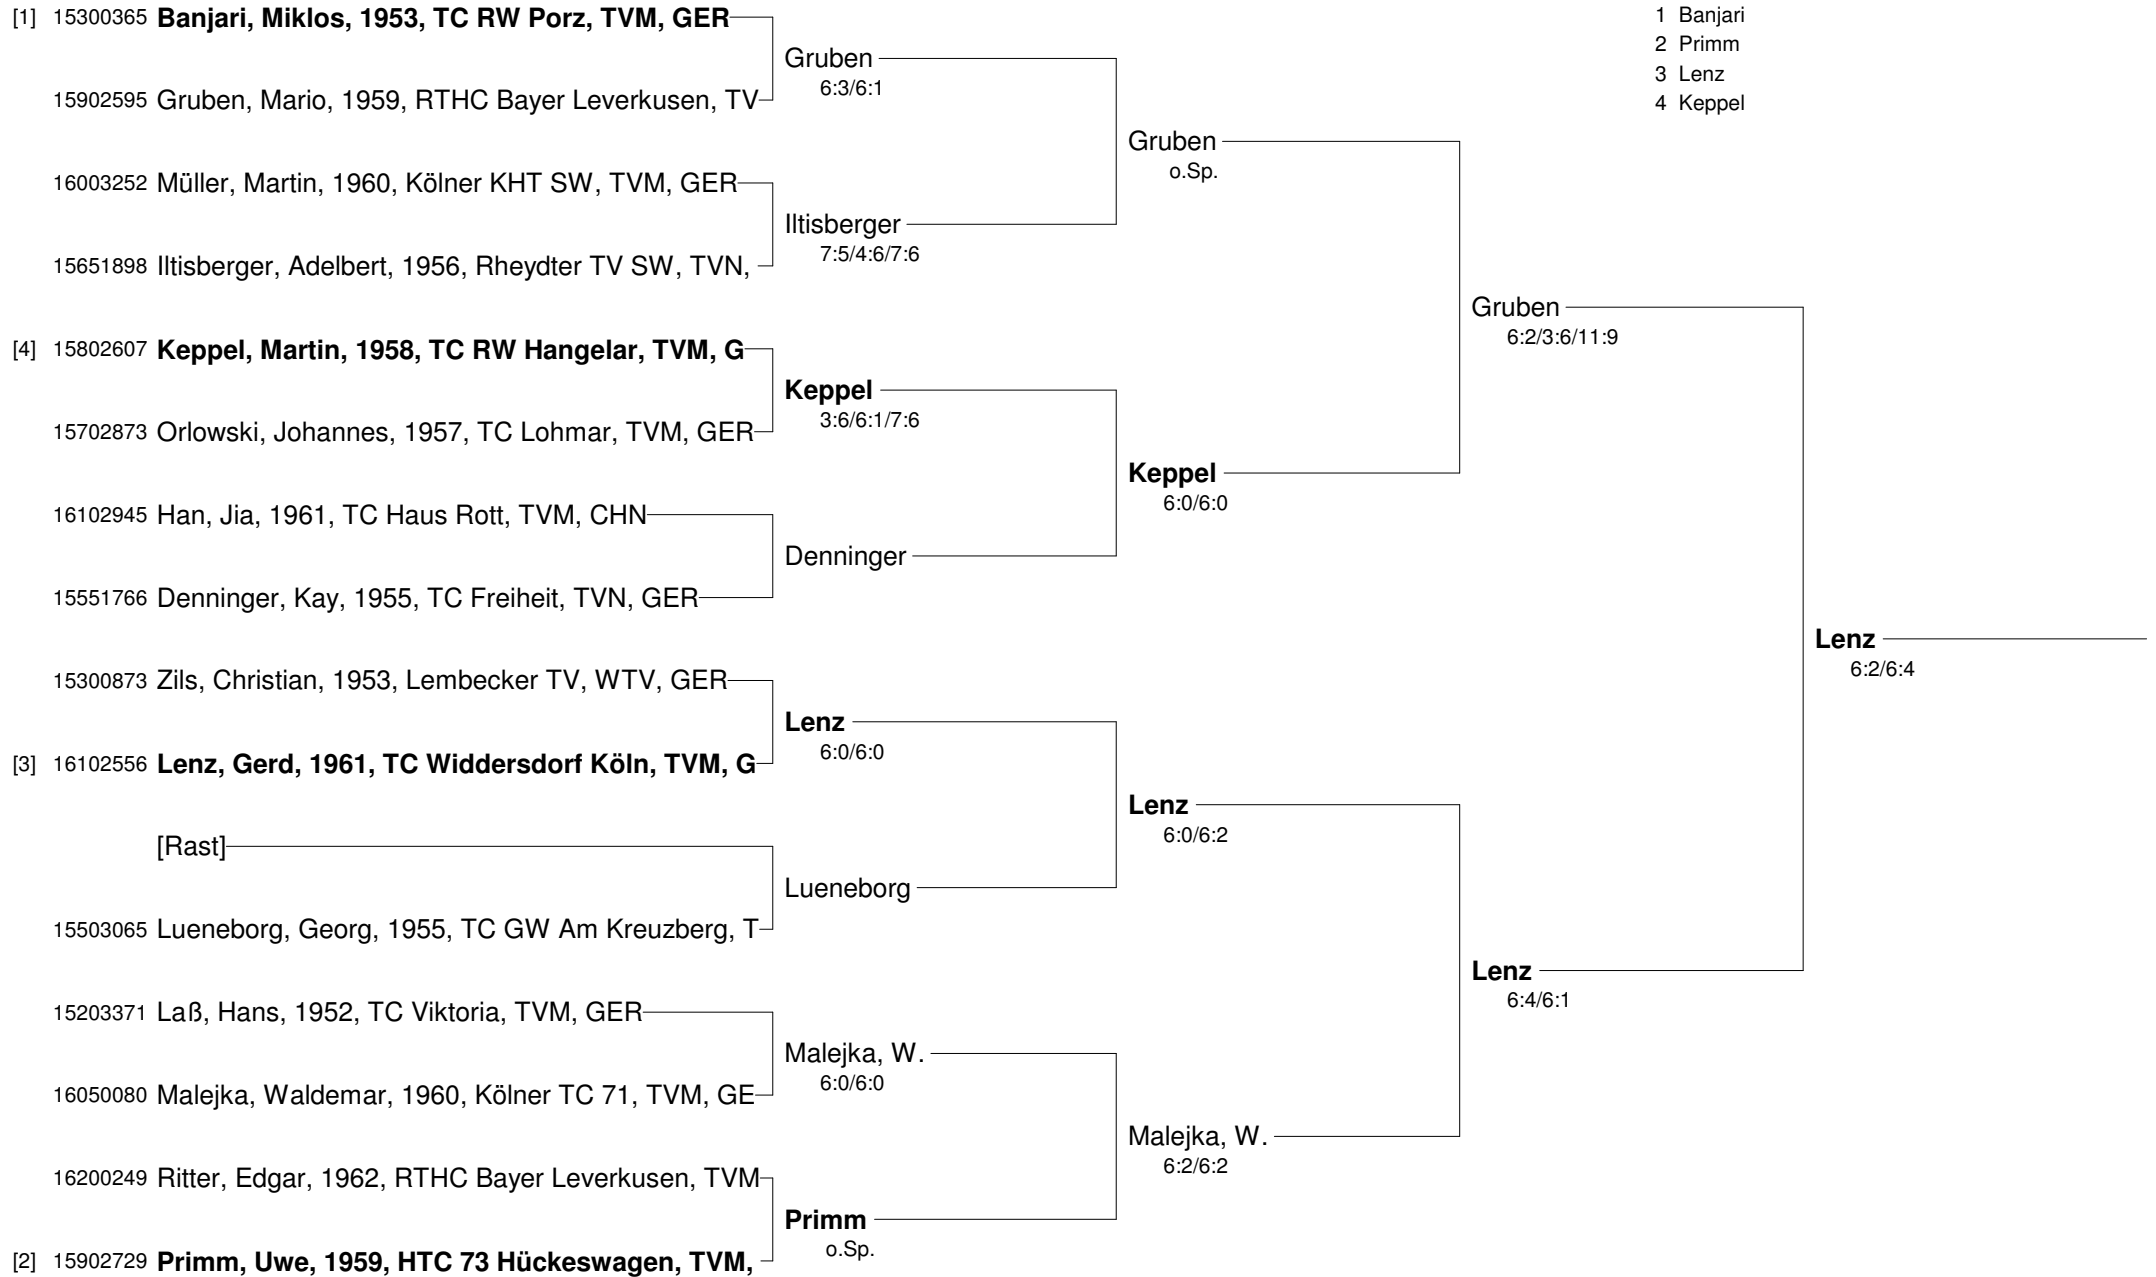 [1] 15300365 Banjari, Miklos, 1953, TC RW Porz, TVM, GER
15902595 Gruben, Mario, 1959, RTHC Bayer Leverkusen, TV
16003252 Müller, Martin, 1960, Kölner KHT SW, TVM, GER
15651898 Iltisberger, Adelbert, 1956, Rheydter TV SW, TVN,
[4] 15802607 Keppel, Martin, 1958, TC RW Hangelar, TVM, G
15702873 Orlowski, Johannes, 1957, TC Lohmar, TVM, GER
16102945 Han, Jia, 1961, TC Haus Rott, TVM, CHN
15551766 Denninger, Kay, 1955, TC Freiheit, TVN, GER
15300873 Zils, Christian, 1953, Lembecker TV, WTV, GER
[3] 16102556 Lenz, Gerd, 1961, TC Widdersdorf Köln, TVM, G
[Rast]
15503065 Lueneborg, Georg, 1955, TC GW Am Kreuzberg, T
15203371 Laß, Hans, 1952, TC Viktoria, TVM, GER
16050080 Malejka, Waldemar, 1960, Kölner TC 71, TVM, GE
16200249 Ritter, Edgar, 1962, RTHC Bayer Leverkusen, TVM
[2] 15902729 Primm, Uwe, 1959, HTC 73 Hückeswagen, TVM,
Gruben
6:3/6:1
Iltisberger
7:5/4:6/7:6
Keppel
3:6/6:1/7:6
Denninger
Lenz
6:0/6:0
Lueneborg
Malejka, W.
6:0/6:0
Primm
o.Sp.
Gruben
o.Sp.
Keppel
6:0/6:0
Lenz
6:0/6:2
Malejka, W.
6:2/6:2
Gruben
6:2/3:6/11:9
Lenz
6:4/6:1
Lenz
6:2/6:4
1 Banjari
2 Primm
3 Lenz
4 Keppel